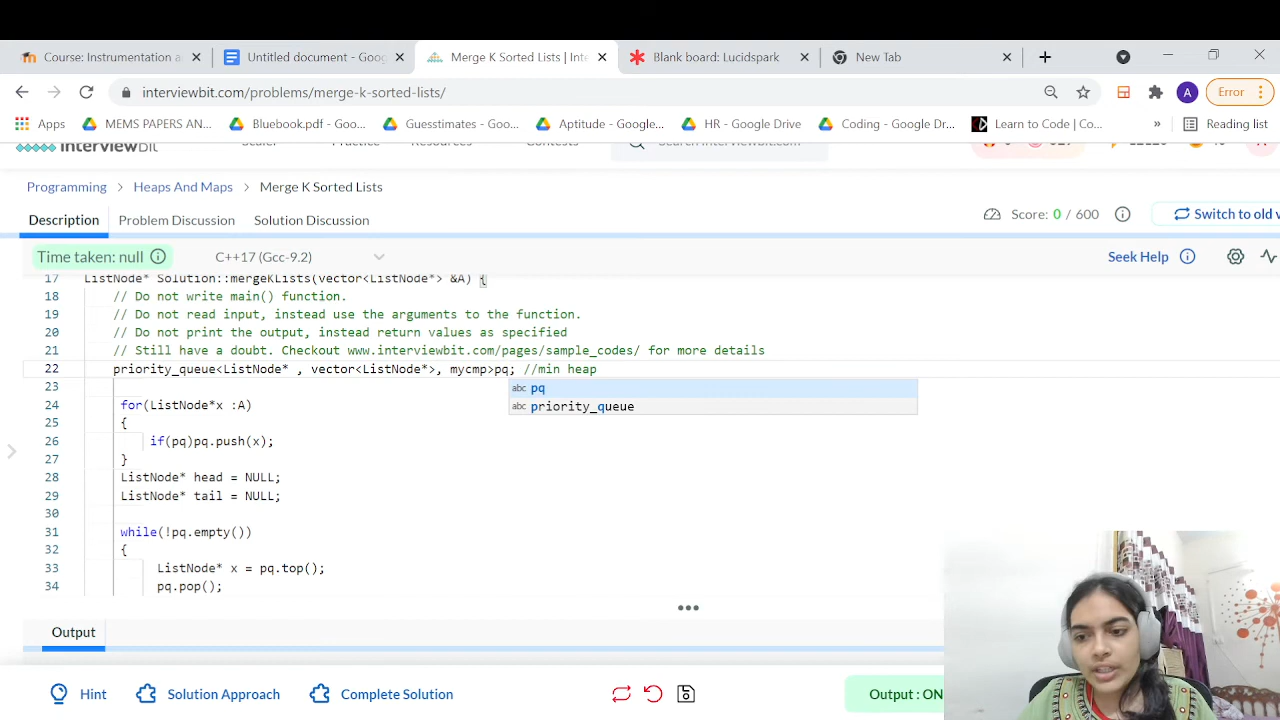 Course: Instrumentation a
Untitled document - Goog
Merge K Sorted Lists | Inte
Blank board: Lucidspark
New Tab
interviewbit.com/problems/merge-k-sorted-lists/
A
Error
Apps
MEMS PAPERS AN...
Bluebook.pdf - Goo...
Guesstimates - Goo...
Aptitude - Google...
HR - Google Drive
Coding - Google Dr...
Learn to Code | Co...
»
Reading list
InterviewBit
Programming > Heaps And Maps > Merge K Sorted Lists
Description Problem Discussion Solution Discussion
Score: 0 / 600
Switch to old v
Time taken: null
C++17 (Gcc-9.2)
Seek Help
17 ListNode* Solution::mergeKLists(vector<ListNode*> &A) {
18 // Do not write main() function.
19 // Do not read input, instead use the arguments to the function.
20 // Do not print the output, instead return values as specified
21 // Still have a doubt. Checkout www.interviewbit.com/pages/sample_codes/ for more details
22 priority_queue<ListNode* , vector<ListNode*>, mycmp>pq; //min heap
23
abc pq
24 for(ListNode*x :A)
abc priority_queue
25 {
26 if(pq)pq.push(x);
27 }
28 ListNode* head = NULL;
29 ListNode* tail = NULL;
30
31 while(!pq.empty())
32 {
33 ListNode* x = pq.top();
34 pq.pop();
Output
Hint
Solution Approach
Complete Solution
Output : ON